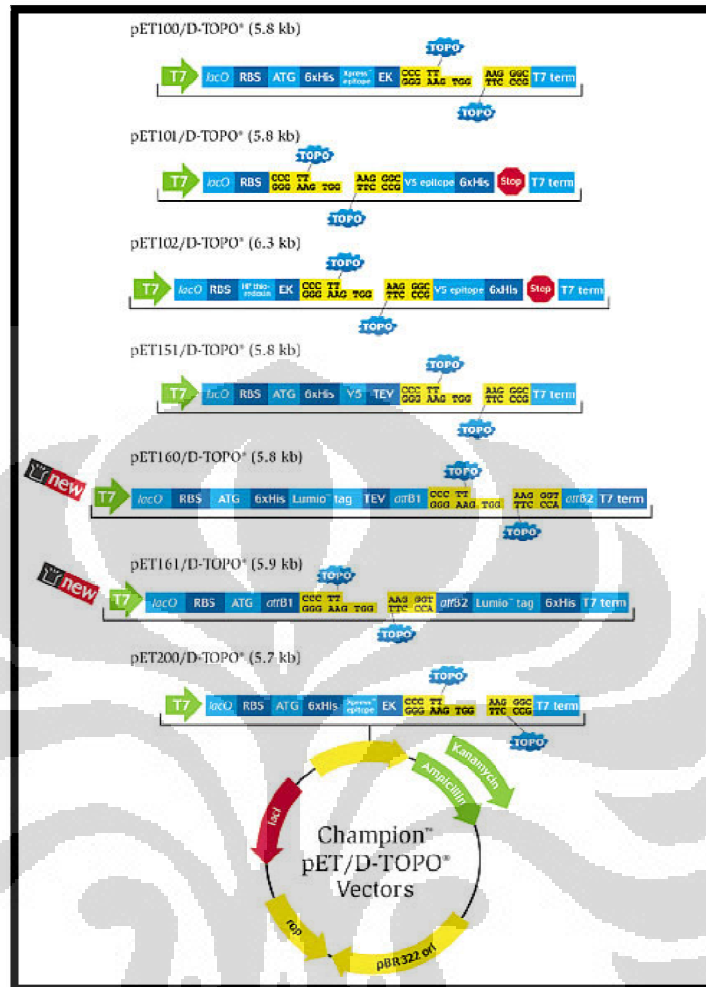 pET100/D-TOPO® (5.8 kb)
TOPO
T7 lacO RBS ATG 6xHis Xpress™ epitope EK CCC TT AAG GGC T7 term
GGG AAG TGG TTC CCG
TOPO
pET101/D-TOPO® (5.8 kb)
TOPO
T7 lacO RBS CCC TT AAG GGC V5 epitope 6xHis Stop T7 term
GGG AAG TGG TTC CCG
TOPO
pET102/D-TOPO® (6.3 kb)
TOPO
T7 lacO RBS HP thio-redoxin EK CCC TT AAG GGC V5 epitope 6xHis Stop T7 term
GGG AAG TGG TTC CCG
TOPO
pET151/D-TOPO® (5.8 kb)
TOPO
T7 lacO RBS ATG 6xHis V5 TEV CCC TT AAG GGC T7 term
GGG AAG TGG TTC CCG
TOPO
pET160/D-TOPO® (5.8 kb)
TOPO
new T7 lacO RBS ATG 6xHis Lumio™ tag TEV attB1 CCC TT AAG GGT attB2 T7 term
GGG AAG TGG TTC CCA
TOPO
pET161/D-TOPO® (5.9 kb)
TOPO
new T7 lacO RBS ATG attB1 CCC TT AAG GGT attB2 Lumio™ tag 6xHis T7 term
GGG AAG TGG TTC CCA
TOPO
pET200/D-TOPO® (5.7 kb)
TOPO
T7 lacO RBS ATG 6xHis Xpress™ epitope EK CCC TT AAG GGC T7 term
GGG AAG TGG TTC CCG
TOPO
Kanamycin
Ampicillin
lacI
Champion™
pET/D-TOPO®
Vectors
rop
pBR322 ori